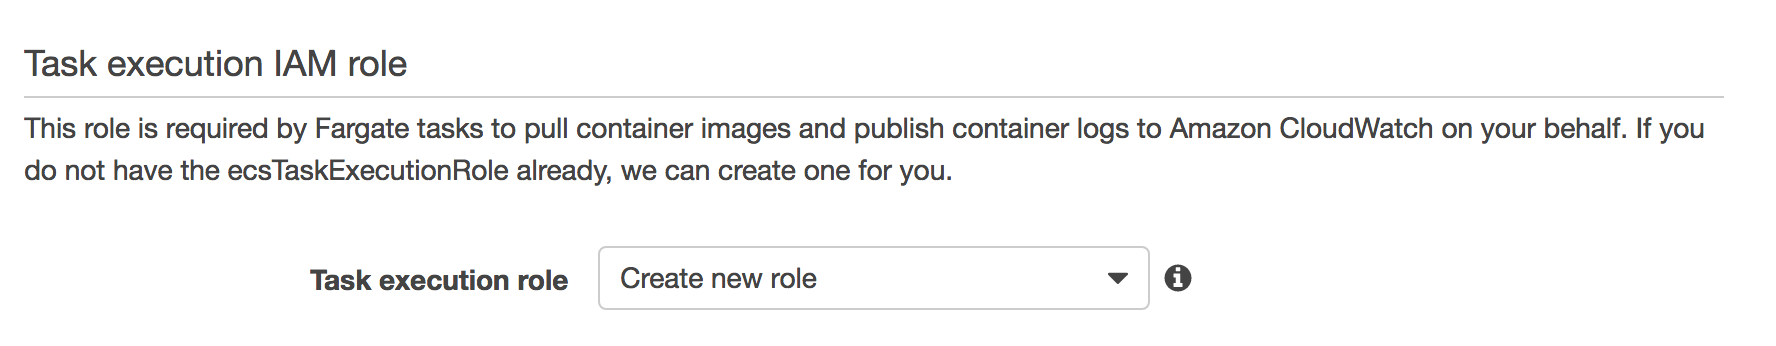 Task execution IAM role
This role is required by Fargate tasks to pull container images and publish container logs to Amazon CloudWatch on your behalf. If you
do not have the ecsTaskExecutionRole already, we can create one for you.
Task execution role Create new role